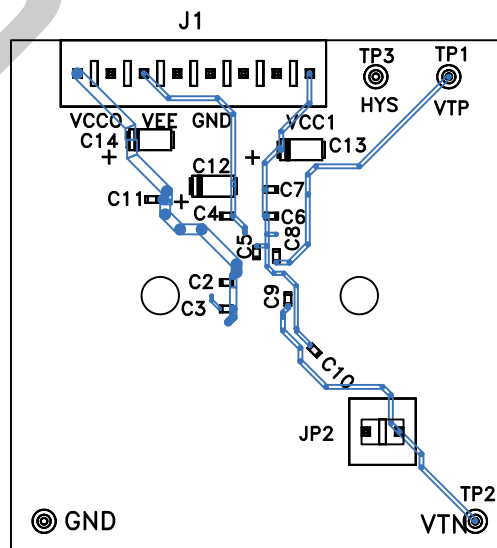 J1
TP3 TP1
HYS VTP
VCCO VEE GND VCC1
C14 C13
+ +
C12
C7
C11 +
C4 C6
C5 C8
C2
C9
C3
C10
JP2
TP2
GND VTN